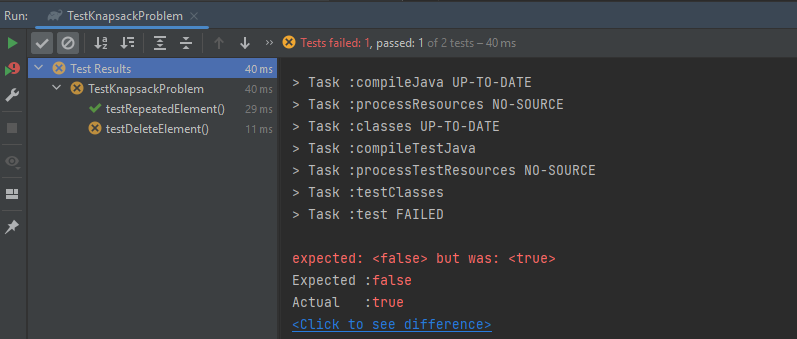 Run: TestKnapsackProblem
Tests failed: 1, passed: 1 of 2 tests – 40 ms
Test Results 40 ms
TestKnapsackProblem 40 ms
testRepeatedElement() 29 ms
testDeleteElement() 11 ms
> Task :compileJava UP-TO-DATE
> Task :processResources NO-SOURCE
> Task :classes UP-TO-DATE
> Task :compileTestJava
> Task :processTestResources NO-SOURCE
> Task :testClasses
> Task :test FAILED
expected: <false> but was: <true>
Expected :false
Actual   :true
<Click to see difference>